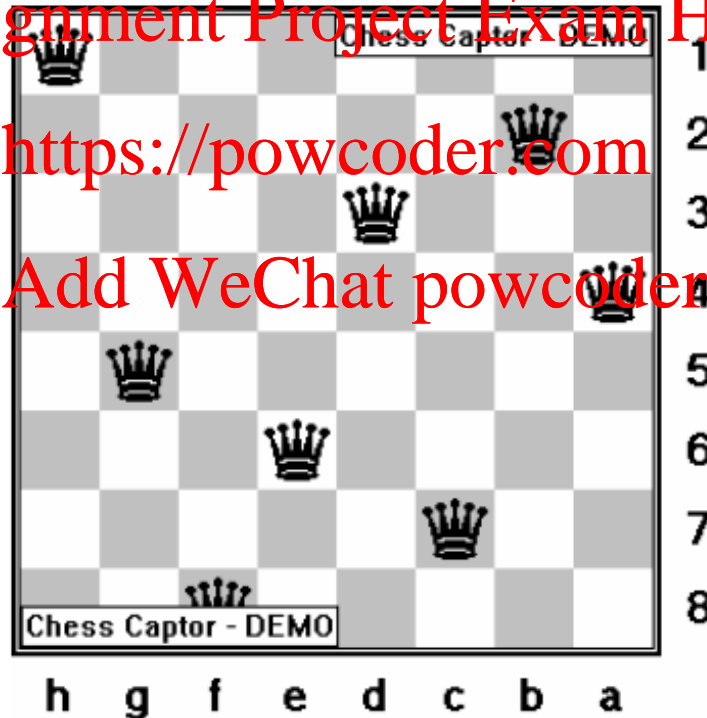 gnment Project Exam H
Chess Captor - DEMO
1
2
https://powcoder.com
3
Add WeChat powcoder
4
5
6
7
8
Chess Captor - DEMO
h g f e d c b a